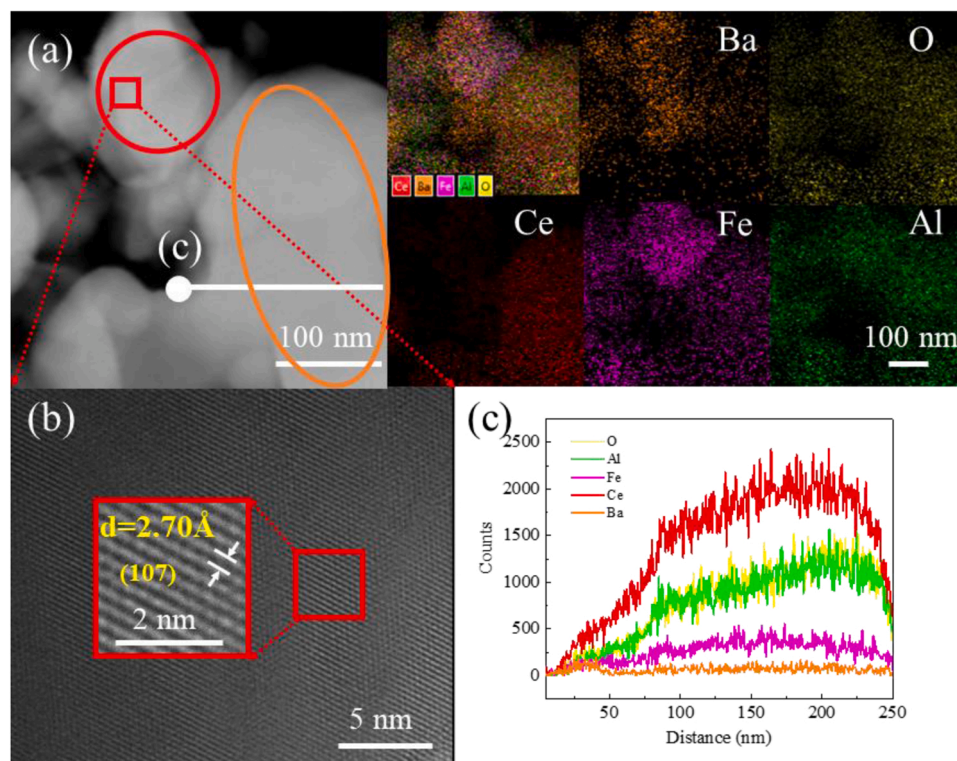 (a)
Ba
O
Ce Ba Fe Al O
Ce
Fe
Al
(c)
100 nm
100 nm
(b)
d=2.70Å
(107)
2 nm
5 nm
(c)
O
Al
Fe
Ce
Ba
Counts
2500
2000
1500
1000
500
0
50 100 150 200 250
Distance (nm)